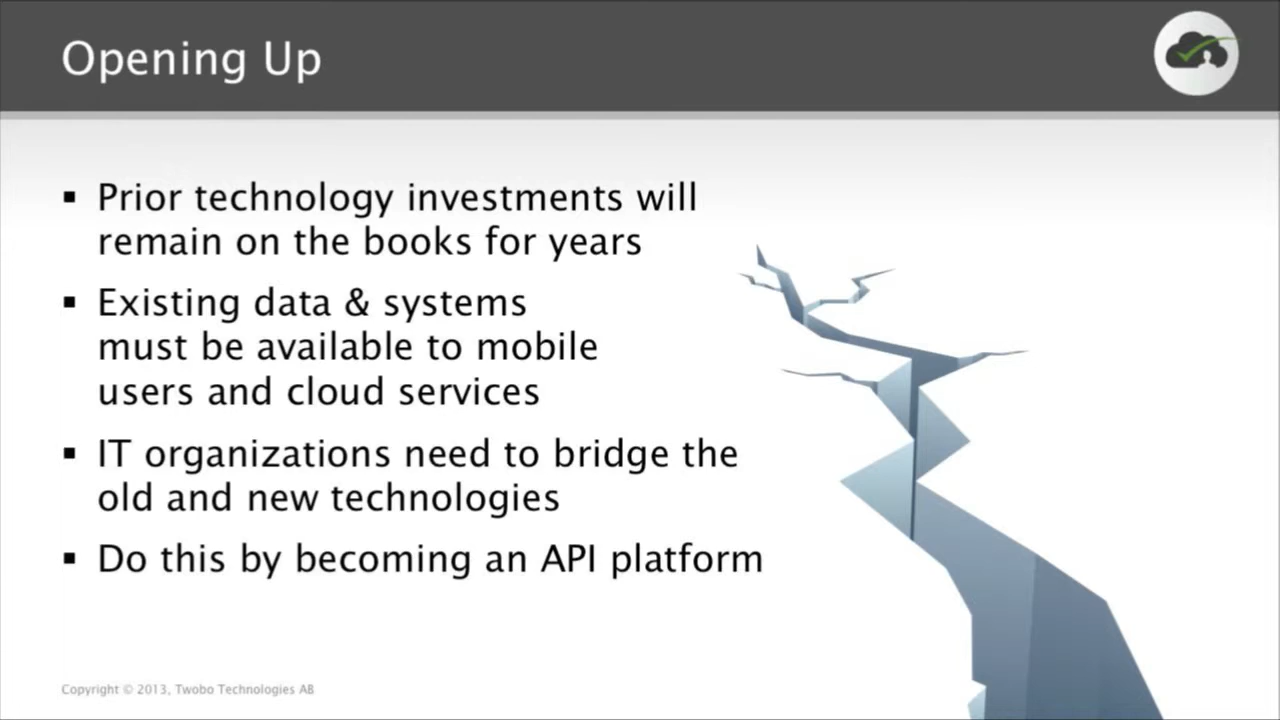 Opening Up
▪ Prior technology investments will
remain on the books for years
▪ Existing data & systems
must be available to mobile
users and cloud services
▪ IT organizations need to bridge the
old and new technologies
▪ Do this by becoming an API platform
Copyright © 2013, Twobo Technologies AB